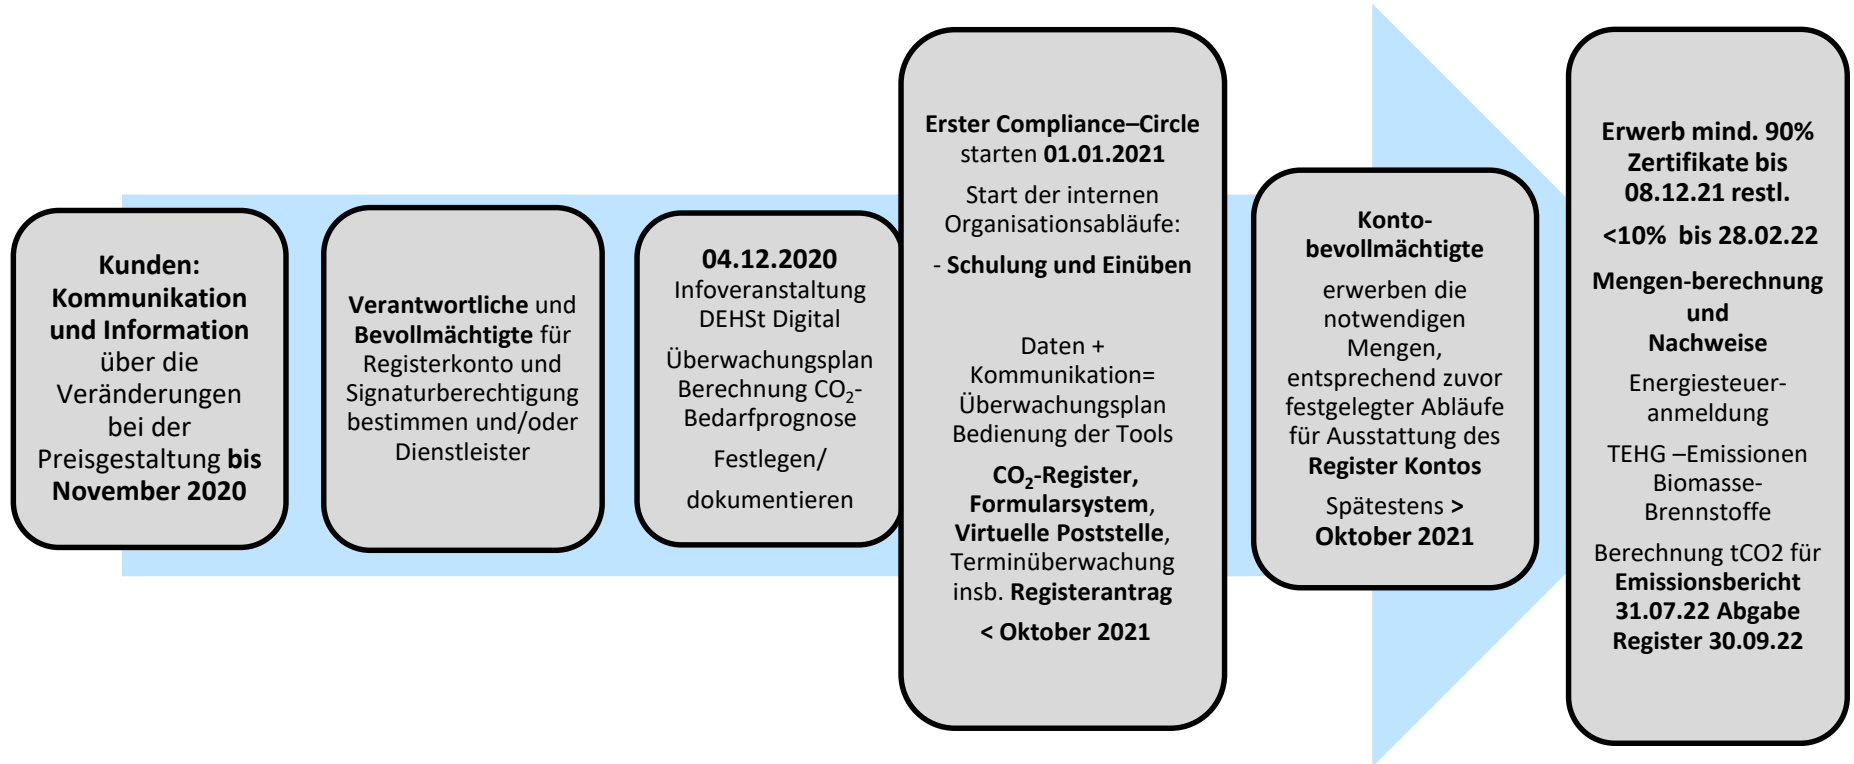 Kunden:
Kommunikation
und Information
über die
Veränderungen
bei der
Preisgestaltung bis
November 2020
Verantwortliche und
Bevollmächtigte für
Registerkonto und
Signaturberechtigung
bestimmen und/oder
Dienstleister
04.12.2020
Infoveranstaltung
DEHSt Digital
Überwachungsplan
Berechnung CO₂-
Bedarfprognose
Festlegen/
dokumentieren
Erster Compliance–Circle
starten 01.01.2021
Start der internen
Organisationsabläufe:
- Schulung und Einüben
Daten +
Kommunikation=
Überwachungsplan
Bedienung der Tools
CO₂-Register,
Formularsystem,
Virtuelle Poststelle,
Terminüberwachung
insb. Registerantrag
< Oktober 2021
Konto-
bevollmächtigte
erwerben die
notwendigen
Mengen,
entsprechend zuvor
festgelegter Abläufe
für Ausstattung des
Register Kontos
Spätestens >
Oktober 2021
Erwerb mind. 90%
Zertifikate bis
08.12.21 restl.
<10% bis 28.02.22
Mengen-berechnung
und
Nachweise
Energiesteuer-
anmeldung
TEHG –Emissionen
Biomasse-
Brennstoffe
Berechnung tCO2 für
Emissionsbericht
31.07.22 Abgabe
Register 30.09.22